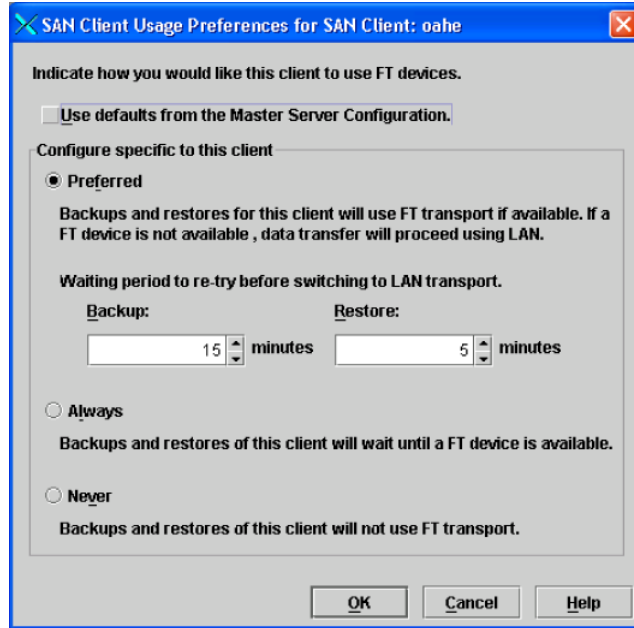 SAN Client Usage Preferences for SAN Client: oahe
Indicate how you would like this client to use FT devices.
Use defaults from the Master Server Configuration.
Configure specific to this client
Preferred
Backups and restores for this client will use FT transport if available. If a
FT device is not available , data transfer will proceed using LAN.
Waiting period to re-try before switching to LAN transport.
Backup: Restore:
15 minutes 5 minutes
Always
Backups and restores of this client will wait until a FT device is available.
Never
Backups and restores of this client will not use FT transport.
OK Cancel Help